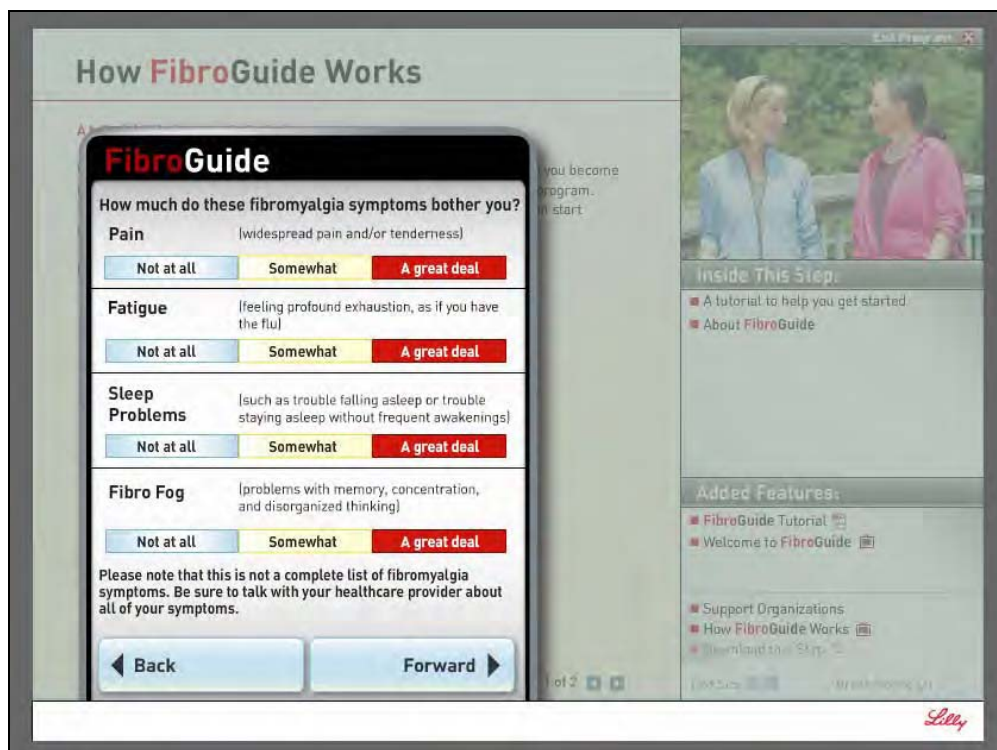 Exit Program
How FibroGuide Works
you become
program.
start
FibroGuide
How much do these fibromyalgia symptoms bother you?
Pain (widespread pain and/or tenderness)
Not at all Somewhat A great deal
Fatigue (feeling profound exhaustion, as if you have
the flu)
Not at all Somewhat A great deal
Sleep
Problems (such as trouble falling asleep or trouble
staying asleep without frequent awakenings)
Not at all Somewhat A great deal
Fibro Fog (problems with memory, concentration,
and disorganized thinking)
Not at all Somewhat A great deal
Please note that this is not a complete list of fibromyalgia
symptoms. Be sure to talk with your healthcare provider about
all of your symptoms.
Back Forward
of 2
Inside This Step:
A tutorial to help you get started
About FibroGuide
Added Features:
FibroGuide Tutorial
Welcome to FibroGuide
Support Organizations
How FibroGuide Works
Download this Step
Lilly